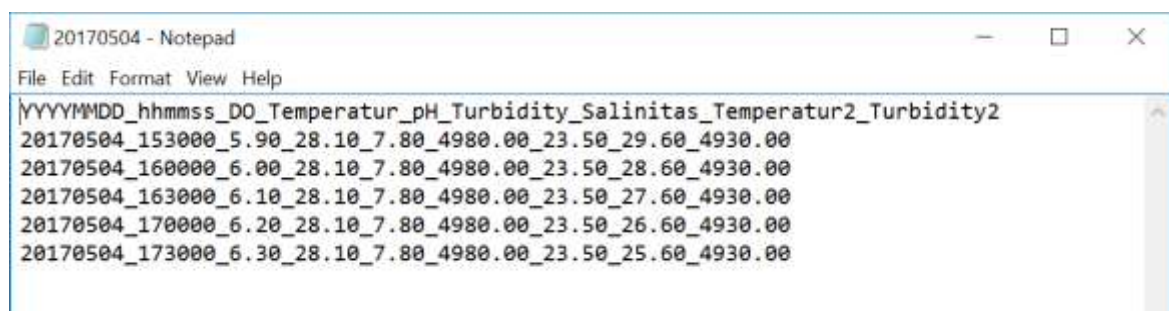 20170504 - Notepad
File Edit Format View Help
YYYYMMDD_hhmmss_DO_Temperatur_pH_Turbidity_Salinitas_Temperatur2_Turbidity2
20170504_153000_5.90_28.10_7.80_4980.00_23.50_29.60_4930.00
20170504_160000_6.00_28.10_7.80_4980.00_23.50_28.60_4930.00
20170504_163000_6.10_28.10_7.80_4980.00_23.50_27.60_4930.00
20170504_170000_6.20_28.10_7.80_4980.00_23.50_26.60_4930.00
20170504_173000_6.30_28.10_7.80_4980.00_23.50_25.60_4930.00